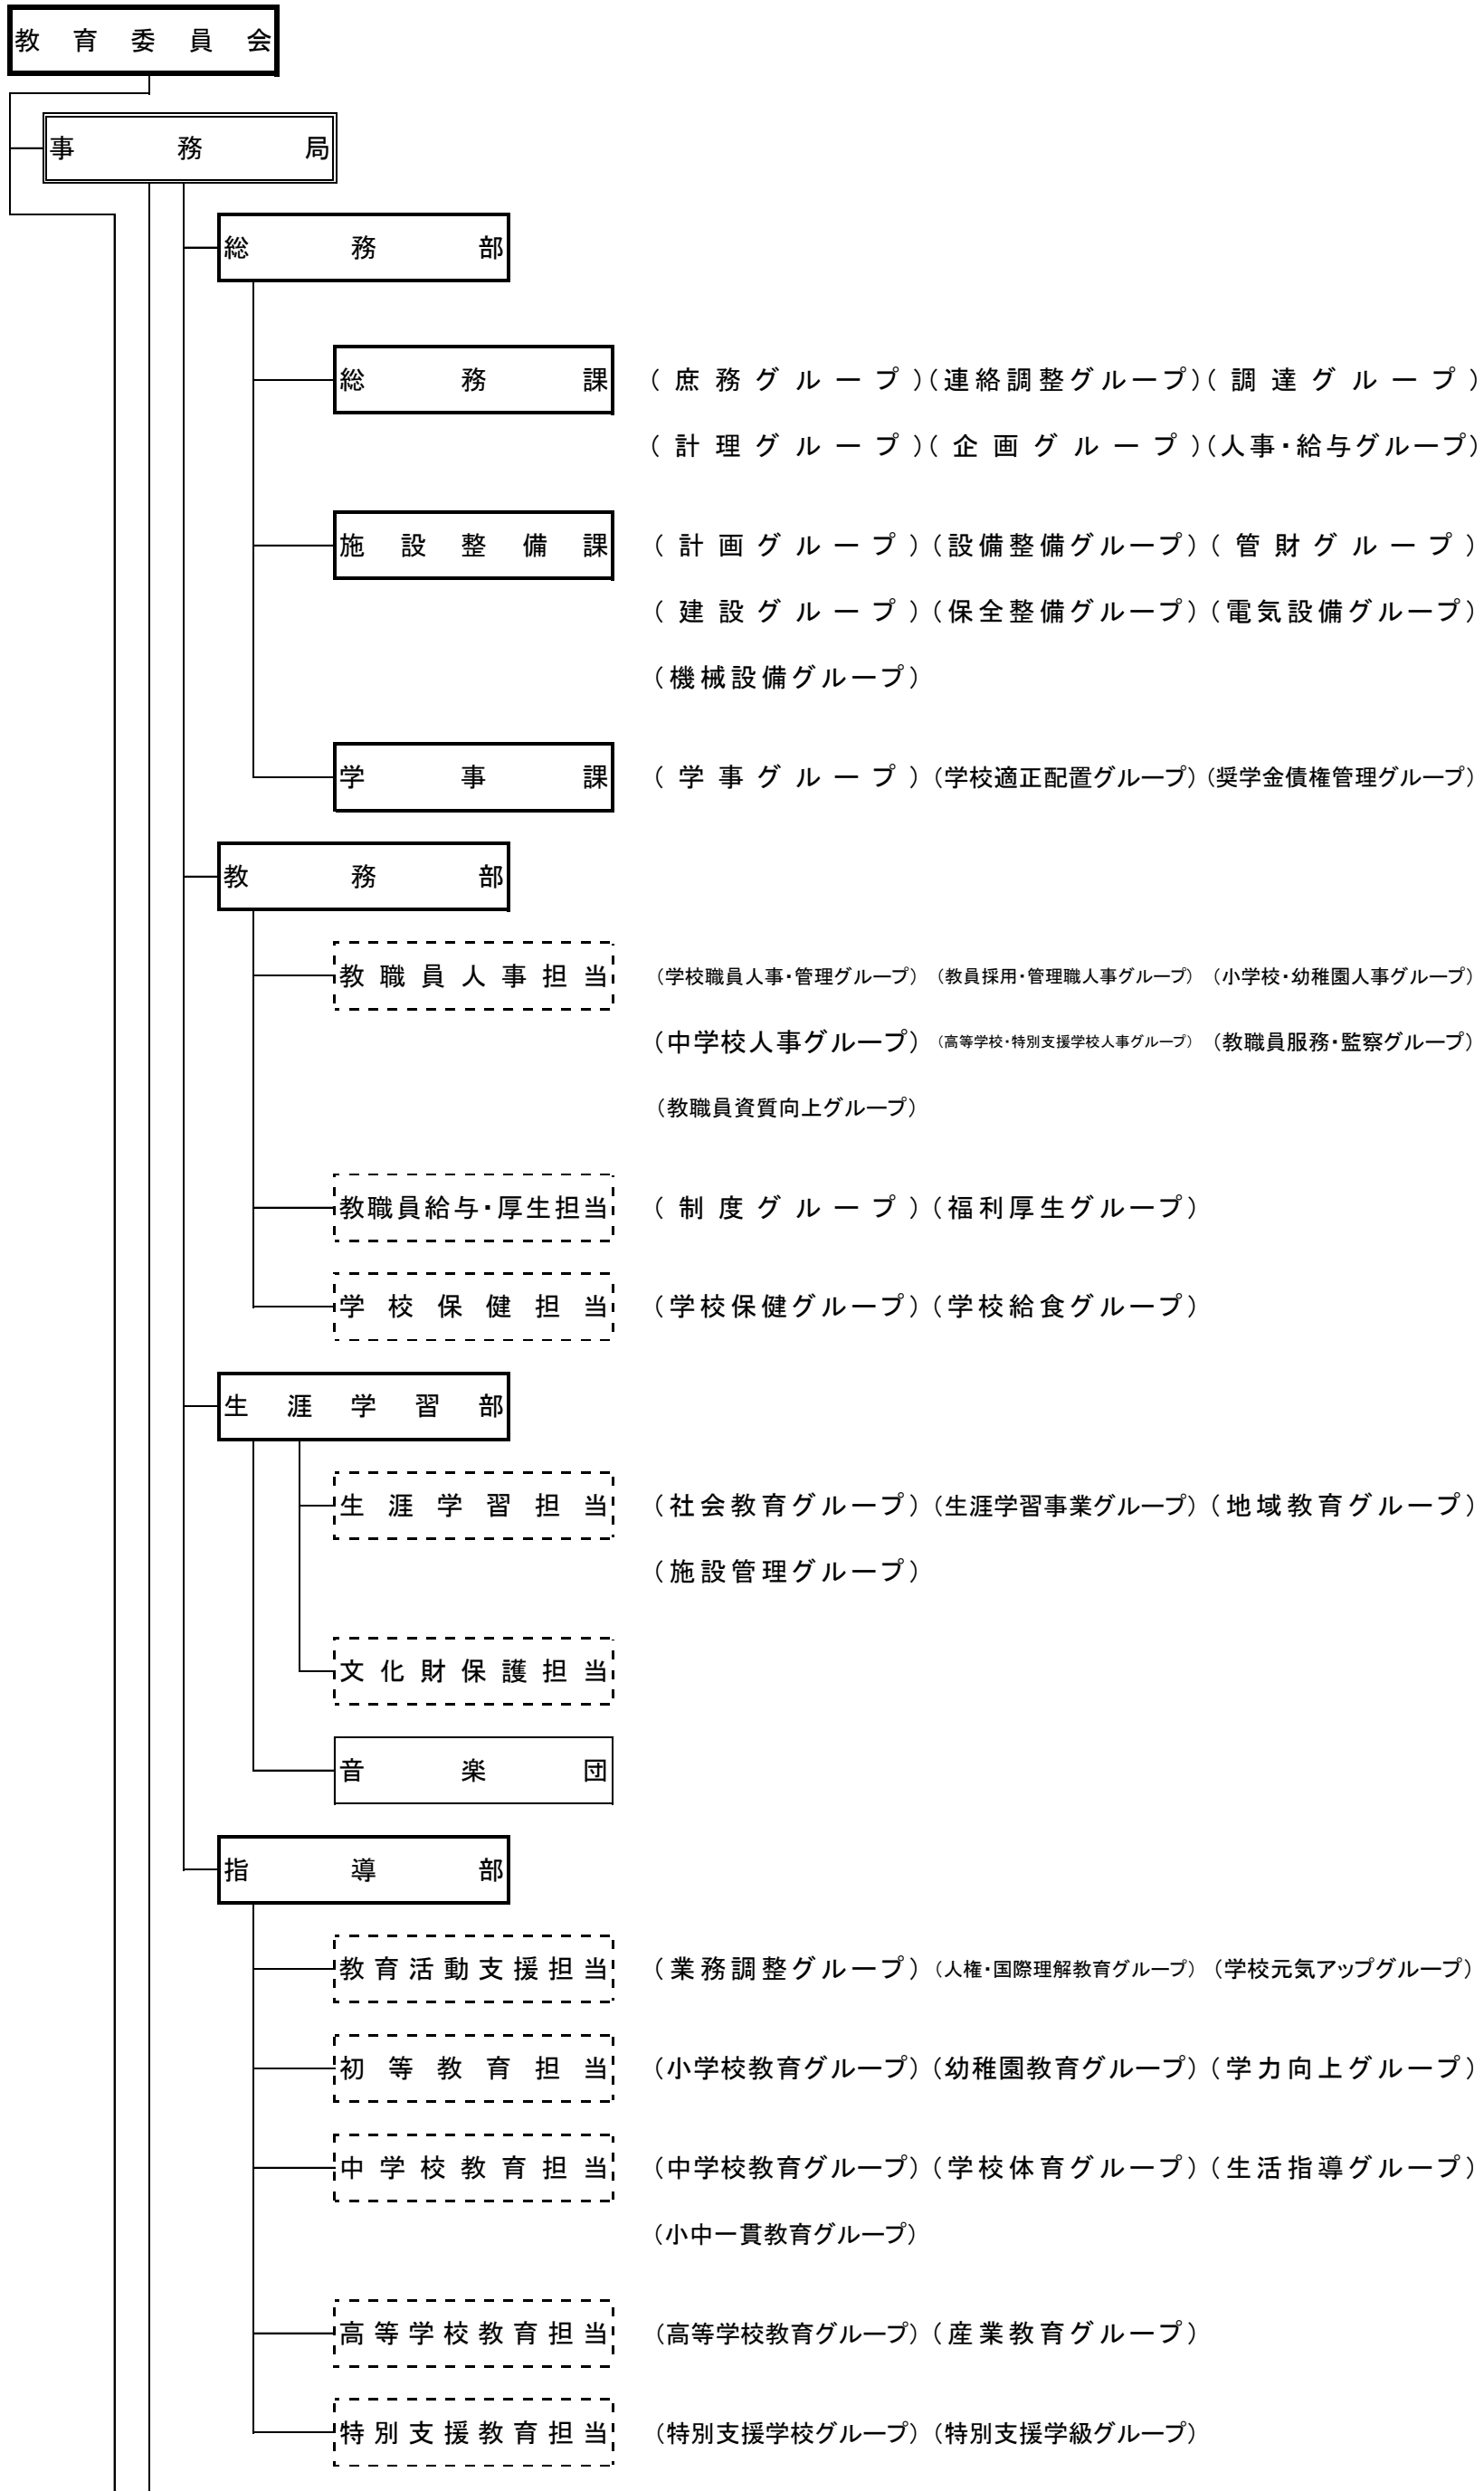 教育委員会
事務局
総務部
総務課 （庶務グループ）（連絡調整グループ）（調達グループ）
（計理グループ）（企画グループ）（人事・給与グループ）
施設整備課 （計画グループ）（設備整備グループ）（管財グループ）
（建設グループ）（保全整備グループ）（電気設備グループ）
（機械設備グループ）
学事課 （学事グループ）（学校適正配置グループ）（奨学金債権管理グループ）
教務部
教職員人事担当 （学校職員人事・管理グループ）（教員採用・管理職人事グループ）（小学校・幼稚園人事グループ）
（中学校人事グループ）（高等学校・特別支援学校人事グループ）（教職員服務・監察グループ）
（教職員資質向上グループ）
教職員給与・厚生担当 （制度グループ）（福利厚生グループ）
学校保健担当 （学校保健グループ）（学校給食グループ）
生涯学習部
生涯学習担当 （社会教育グループ）（生涯学習事業グループ）（地域教育グループ）
（施設管理グループ）
文化財保護担当
音楽団
指導部
教育活動支援担当 （業務調整グループ）（人権・国際理解教育グループ）（学校元気アップグループ）
初等教育担当 （小学校教育グループ）（幼稚園教育グループ）（学力向上グループ）
中学校教育担当 （中学校教育グループ）（学校体育グループ）（生活指導グループ）
（小中一貫教育グループ）
高等学校教育担当 （高等学校教育グループ）（産業教育グループ）
特別支援教育担当 （特別支援学校グループ）（特別支援学級グループ）